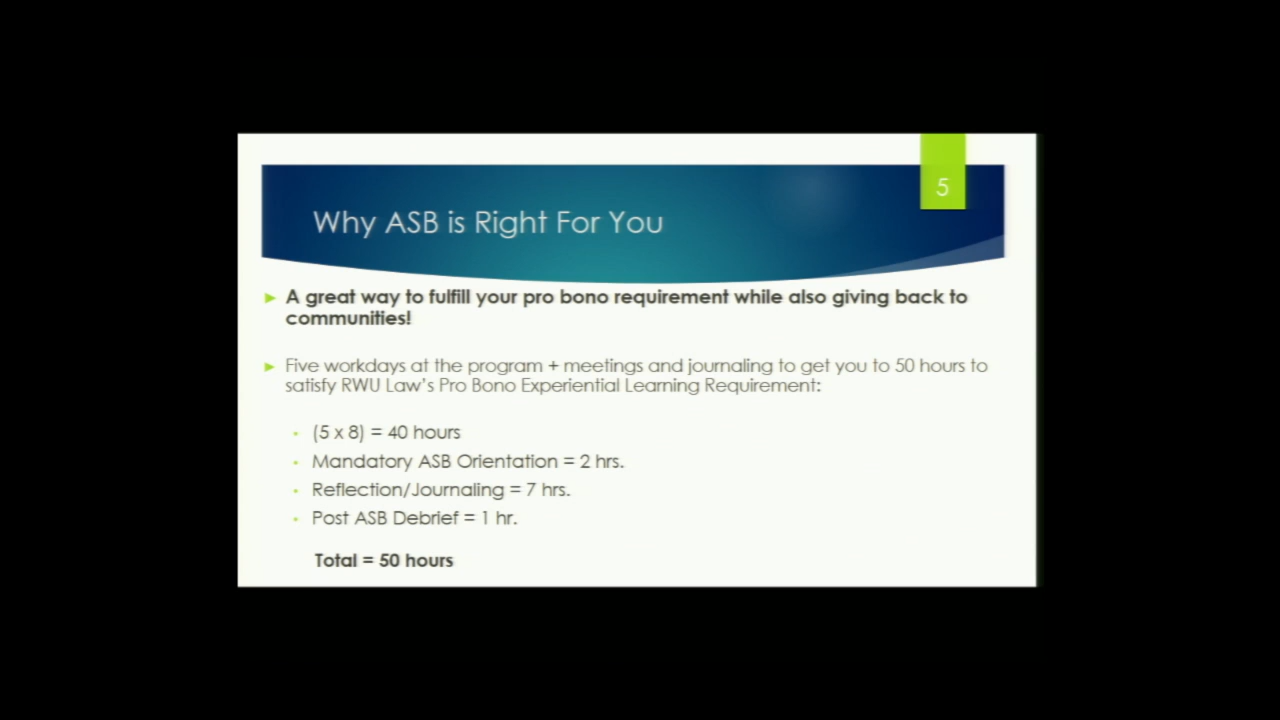 5
Why ASB is Right For You
A great way to fulfill your pro bono requirement while also giving back to
communities!
Five workdays at the program + meetings and journaling to get you to 50 hours to
satisfy RWU Law's Pro Bono Experiential Learning Requirement:
(5 x 8) = 40 hours
Mandatory ASB Orientation = 2 hrs.
Reflection/Journaling = 7 hrs.
Post ASB Debrief = 1 hr.
Total = 50 hours